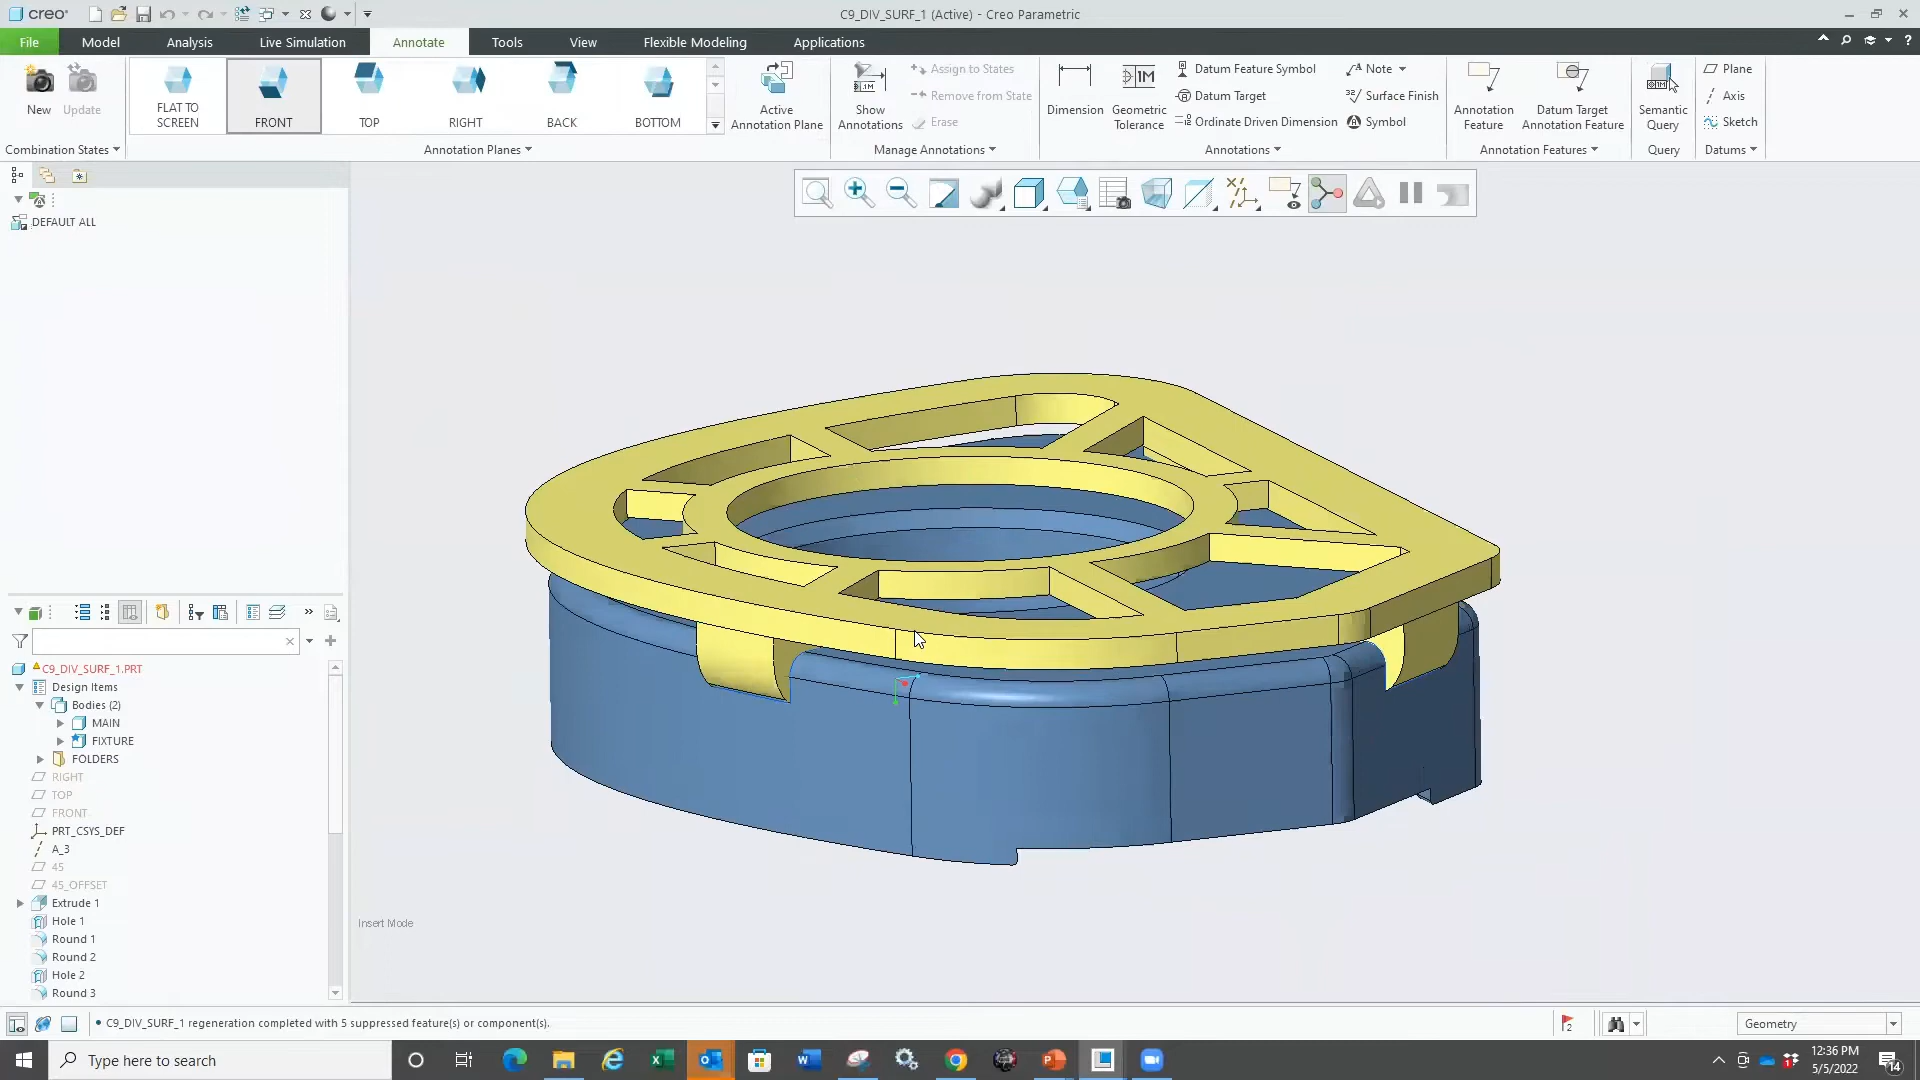 creo
C9_DIV_SURF_1 (Active) - Creo Parametric
File
Model
Analysis
Live Simulation
Annotate
Tools
View
Flexible Modeling
Applications
New
Update
FLAT TO
SCREEN
FRONT
TOP
RIGHT
BACK
BOTTOM
Active
Annotation Plane
Show
Annotations
Assign to States
Remove from State
Erase
Dimension
Geometric
Tolerance
Datum Feature Symbol
Datum Target
Ordinate Driven Dimension
Note
Surface Finish
Symbol
Annotation
Feature
Datum Target
Annotation Feature
Semantic
Query
Plane
Axis
Sketch
Combination States
Annotation Planes
Manage Annotations
Annotations
Annotation Features
Query
Datums
DEFAULT ALL
C9_DIV_SURF_1.PRT
Design Items
Bodies (2)
MAIN
FIXTURE
FOLDERS
RIGHT
TOP
FRONT
PRT_CSYS_DEF
A_3
45
45_OFFSET
Extrude 1
Hole 1
Round 1
Round 2
Hole 2
Round 3
Insert Mode
C9_DIV_SURF_1 regeneration completed with 5 suppressed feature(s) or component(s).
2
Geometry
Type here to search
12:36 PM
5/5/2022
14